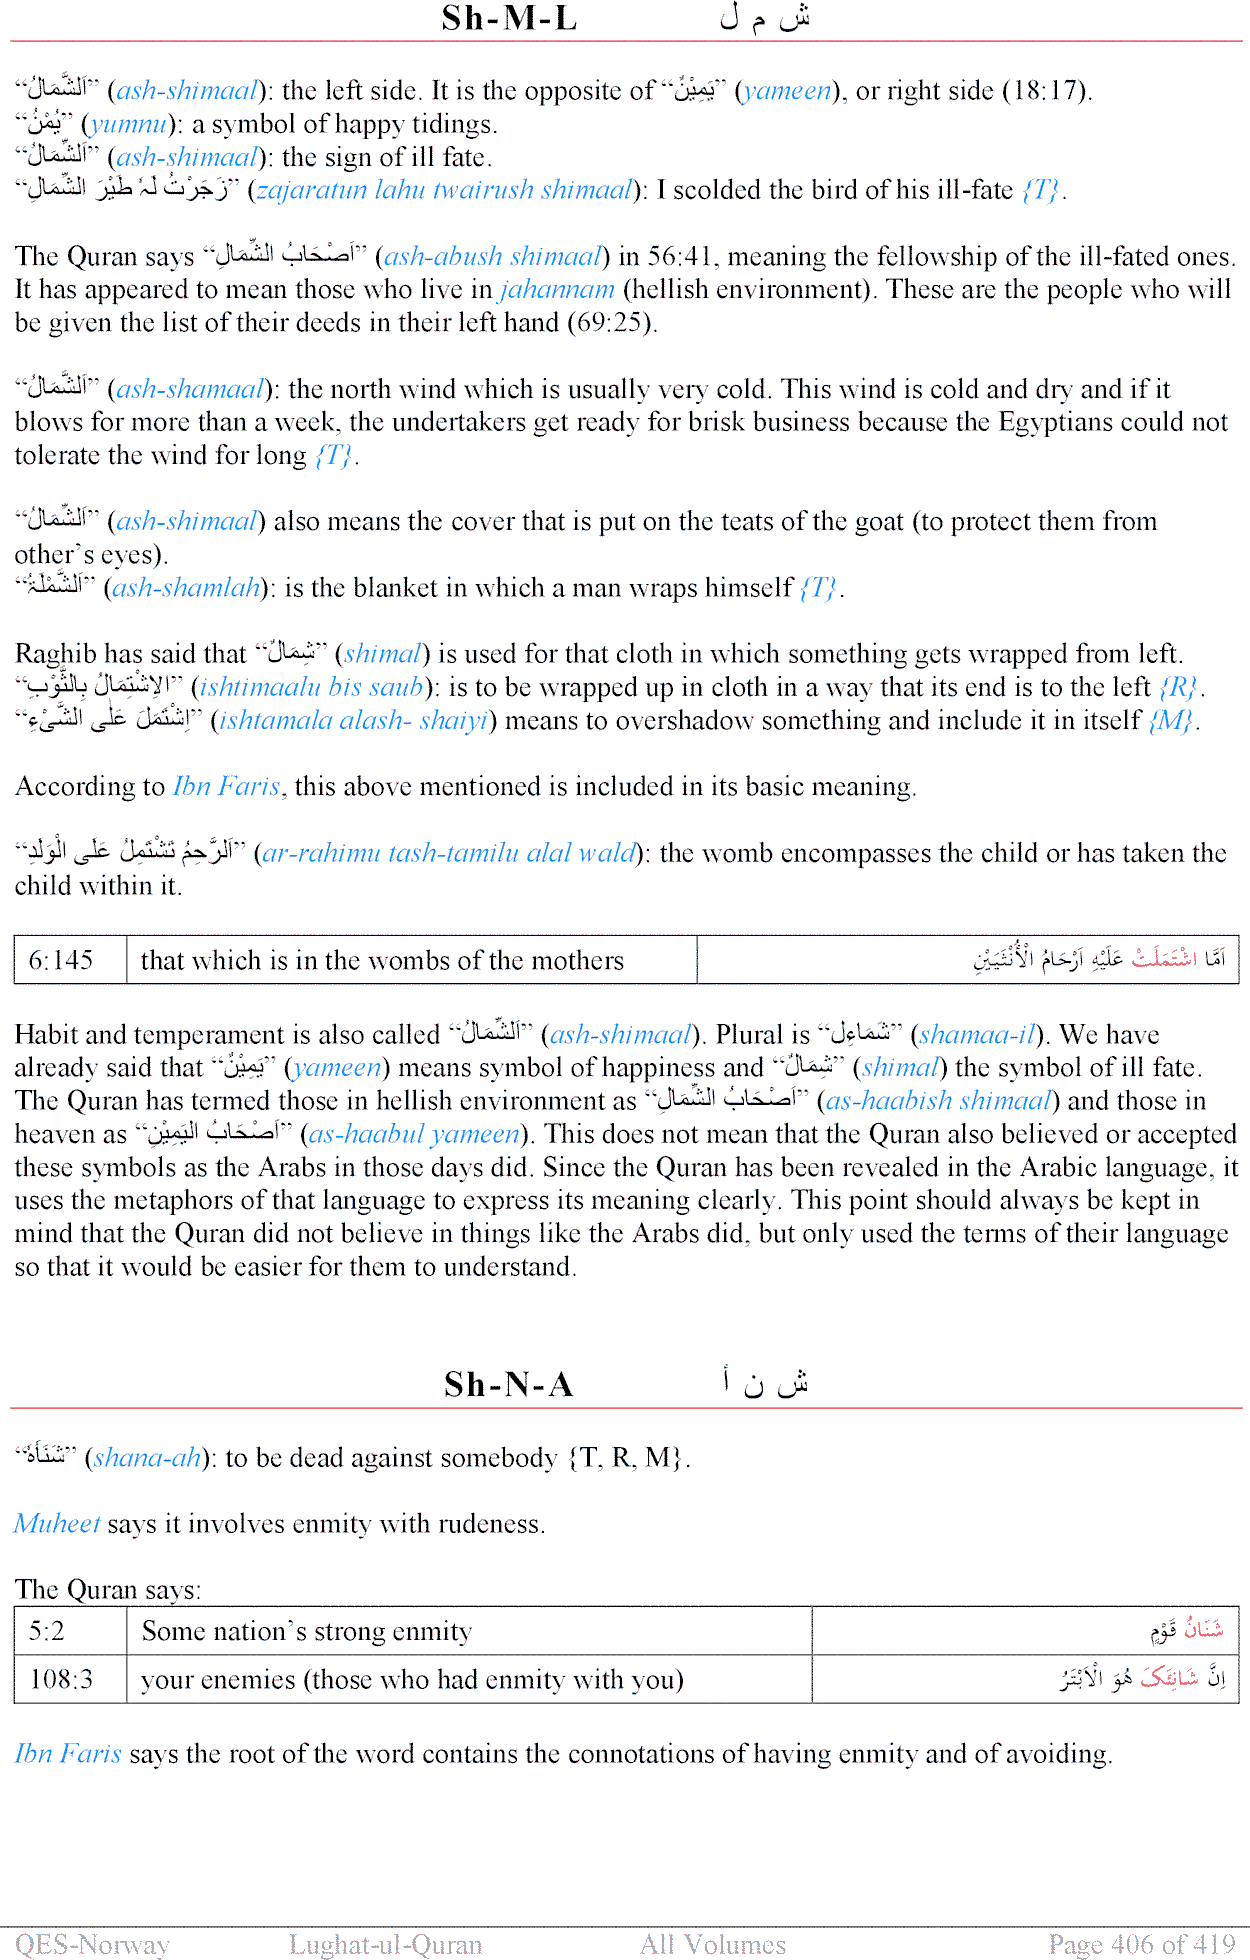 Sh-M-L ش م ل
“اَلشَّمَالُ” (ash-shimaal): the left side. It is the opposite of “يَمِيْنٌ” (yameen), or right side (18:17).
“يُمْنُ” (yumnu): a symbol of happy tidings.
“اَلشِّمَالُ” (ash-shimaal): the sign of ill fate.
“زَجَرْتُ لَہٗ طَيْرَ الشِّمَالِ” (zajaratun lahu twairush shimaal): I scolded the bird of his ill-fate {T}.
The Quran says “اَصْحَابُ الشِّمَالِ” (ash-abush shimaal) in 56:41, meaning the fellowship of the ill-fated ones.
It has appeared to mean those who live in jahannam (hellish environment). These are the people who will
be given the list of their deeds in their left hand (69:25).
“اَلشَّمَالُ” (ash-shamaal): the north wind which is usually very cold. This wind is cold and dry and if it
blows for more than a week, the undertakers get ready for brisk business because the Egyptians could not
tolerate the wind for long {T}.
“اَلشِّمَالُ” (ash-shimaal) also means the cover that is put on the teats of the goat (to protect them from
other’s eyes).
“اَلشَّمْلَۃُ” (ash-shamlah): is the blanket in which a man wraps himself {T}.
Raghib has said that “شِمَالٌ” (shimal) is used for that cloth in which something gets wrapped from left.
“الِاشْتِمَالُ بِالثَّوْبِ” (ishtimaalu bis saub): is to be wrapped up in cloth in a way that its end is to the left {R}.
“اِشْتَمَلَ عَلَی الشَّیْءِ” (ishtamala alash- shaiyi) means to overshadow something and include it in itself {M}.
According to Ibn Faris, this above mentioned is included in its basic meaning.
“اَلرَّحِمُ تَشْتَمِلُ عَلَی الْوَلَدِ” (ar-rahimu tash-tamilu alal wald): the womb encompasses the child or has taken the
child within it.
6:145 that which is in the wombs of the mothers اَمَّا اشْتَمَلَتْ عَلَيْهِ اَرْحَامُ الْأُنْثَيَيْنِ
Habit and temperament is also called “اَلشِّمَالُ” (ash-shimaal). Plural is “شَمَاءِل” (shamaa-il). We have
already said that “يَمِيْنٌ” (yameen) means symbol of happiness and “شِمَالٌ” (shimal) the symbol of ill fate.
The Quran has termed those in hellish environment as “اَصْحَابُ الشِّمَالِ” (as-haabish shimaal) and those in
heaven as “اَصْحَابُ الیَمِيْنِ” (as-haabul yameen). This does not mean that the Quran also believed or accepted
these symbols as the Arabs in those days did. Since the Quran has been revealed in the Arabic language, it
uses the metaphors of that language to express its meaning clearly. This point should always be kept in
mind that the Quran did not believe in things like the Arabs did, but only used the terms of their language
so that it would be easier for them to understand.
Sh-N-A ش ن أ
“شَنَأَهٗ” (shana-ah): to be dead against somebody {T, R, M}.
Muheet says it involves enmity with rudeness.
The Quran says:
5:2 Some nation’s strong enmity شَنَاٰنُ قَوْمٍ
108:3 your enemies (those who had enmity with you) اِنَّ شَانِئَکَ هُوَ الْاَبْتَرُ
Ibn Faris says the root of the word contains the connotations of having enmity and of avoiding.
QES-Norway Lughat-ul-Quran All Volumes Page 406 of 419